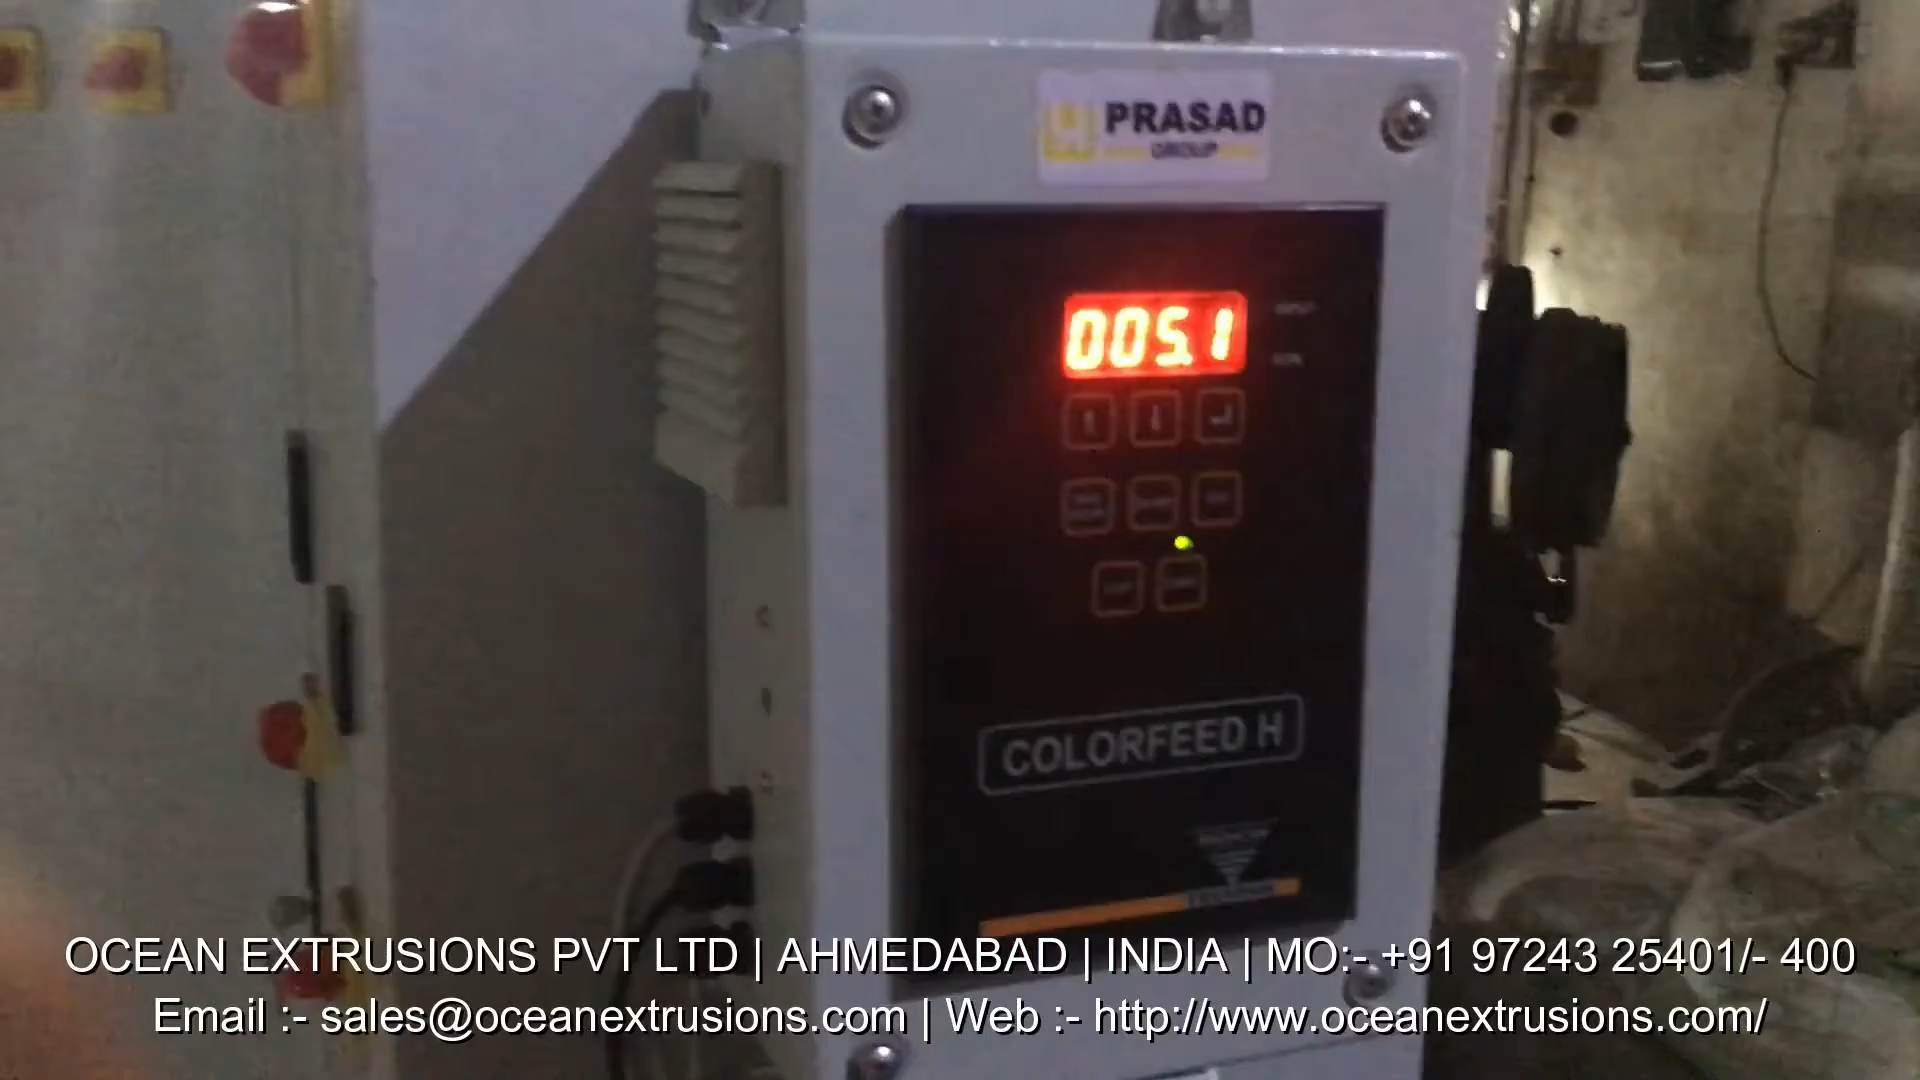 PRASAD
GROUP
005.1
COLORFEED H
OCEAN EXTRUSIONS PVT LTD | AHMEDABAD | INDIA | MO:- +91 97243 25401/- 400
Email :- sales@oceanextrusions.com | Web :- http://www.oceanextrusions.com/